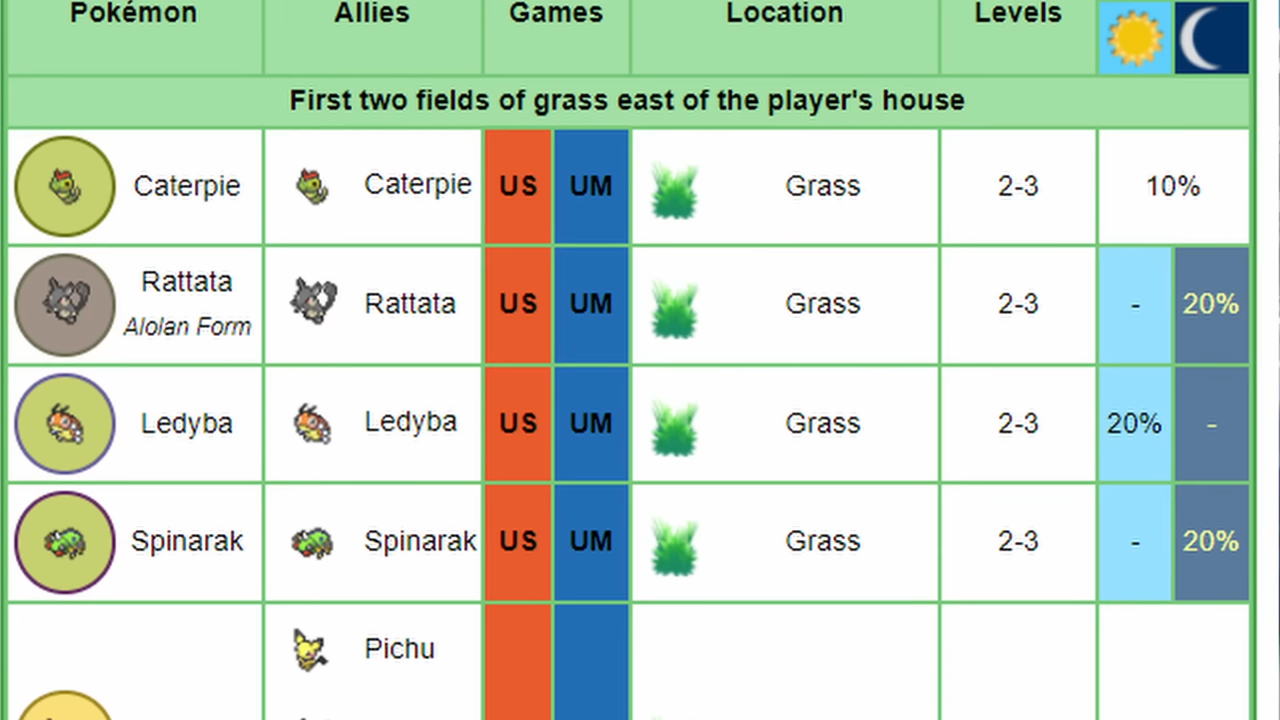 Pokémon Allies Games Location Levels
First two fields of grass east of the player's house
Caterpie Caterpie US UM Grass 2-3 10%
Rattata
Alolan Form
Rattata US UM Grass 2-3 - 20%
Ledyba Ledyba US UM Grass 2-3 20% -
Spinarak Spinarak US UM Grass 2-3 - 20%
Pichu